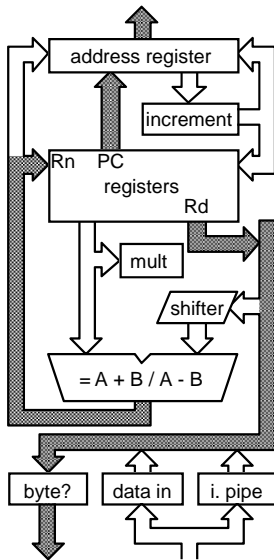 address register
increment
Rn PC
registers
Rd
mult
shifter
= A + B / A - B
byte? data in i. pipe